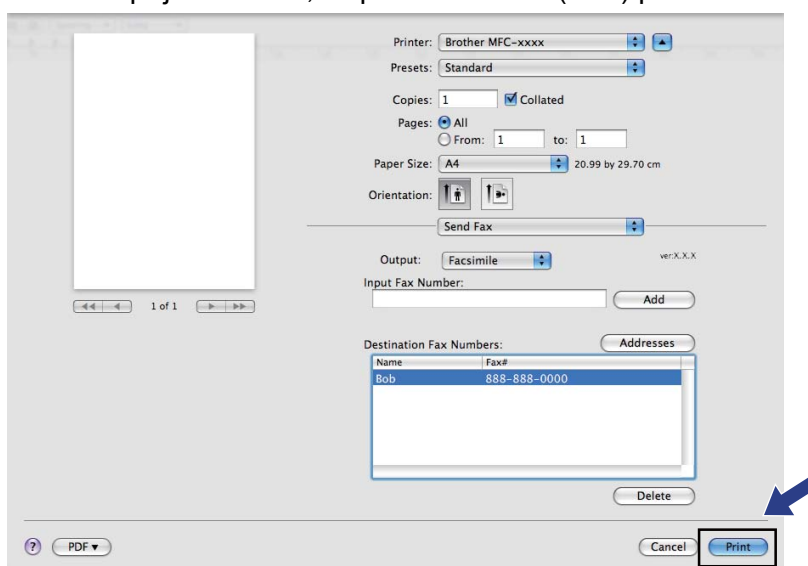 Printer: Brother MFC-xxxx
Presets: Standard
Copies: 1 Collated
Pages: All
From: 1 to: 1
Paper Size: A4 20.99 by 29.70 cm
Orientation:
Send Fax
Output: Facsimile ver:X.X.X
Input Fax Number:
Add
1 of 1
Destination Fax Numbers: Addresses
Name Fax#
Bob 888-888-0000
Delete
? PDF Cancel Print